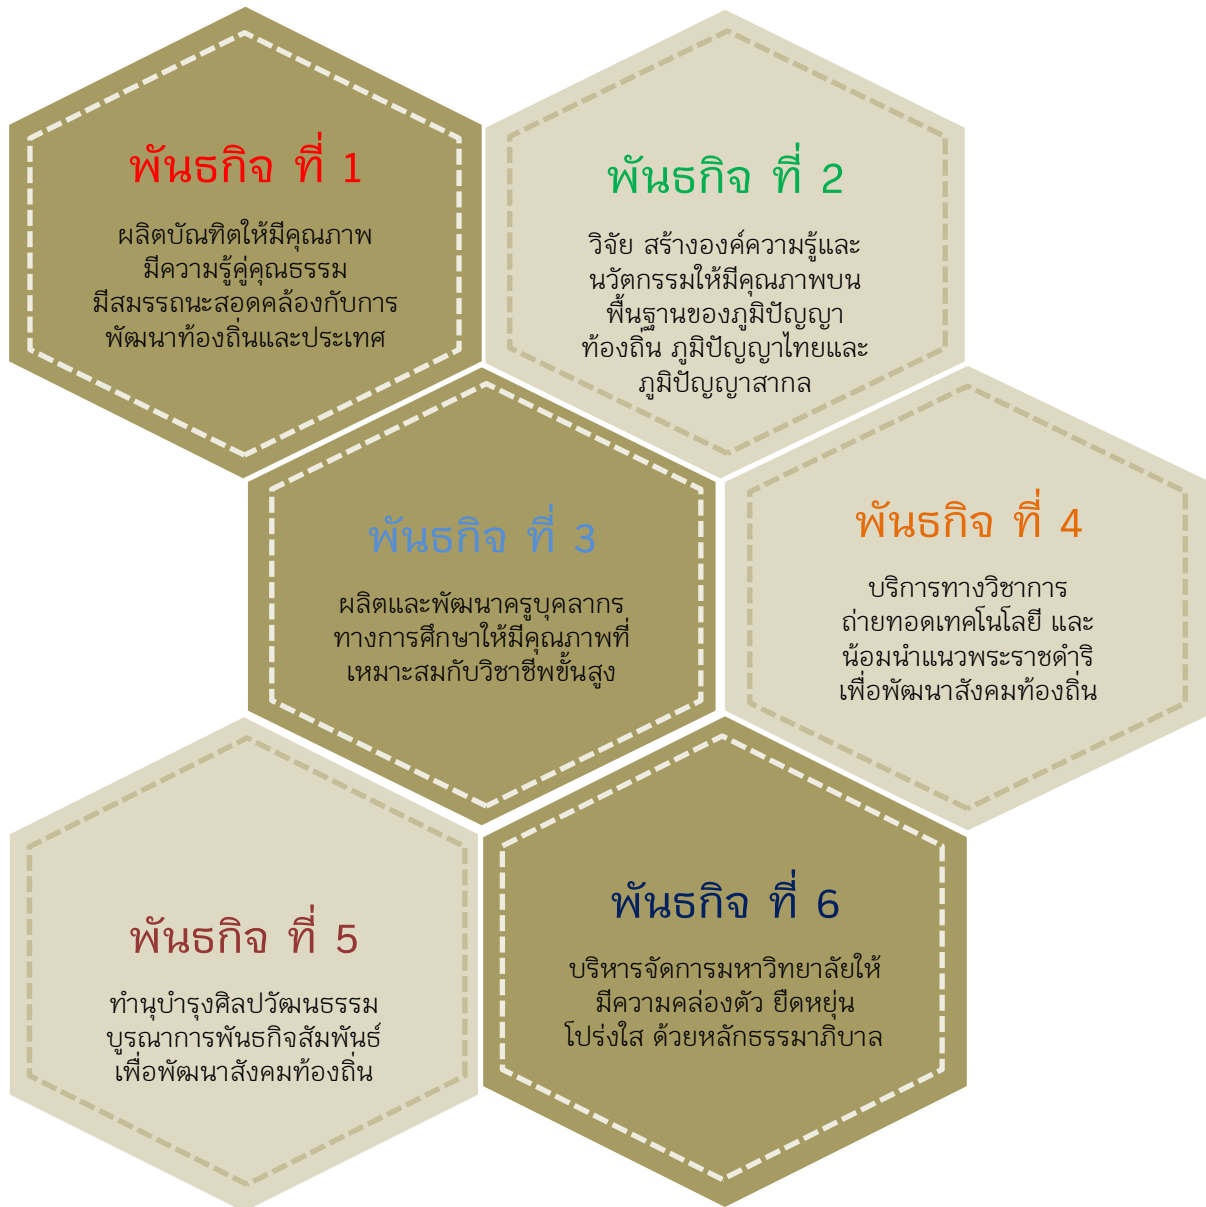 พันธกิจ ที่ 1
ผลิตบัณฑิตให้มีคุณภาพ
มีความรู้คู่คุณธรรม
มีสมรรถนะสอดคล้องกับการ
พัฒนาท้องถิ่นและประเทศ
พันธกิจ ที่ 2
วิจัย สร้างองค์ความรู้และ
นวัตกรรมให้มีคุณภาพบน
พื้นฐานของภูมิปัญญา
ท้องถิ่น ภูมิปัญญาไทยและ
ภูมิปัญญาสากล
พันธกิจ ที่ 3
ผลิตและพัฒนาครูบุคลากร
ทางการศึกษาให้มีคุณภาพที่
เหมาะสมกับวิชาชีพขั้นสูง
พันธกิจ ที่ 4
บริการทางวิชาการ
ถ่ายทอดเทคโนโลยี และ
น้อมนำแนวพระราชดำริ
เพื่อพัฒนาสังคมท้องถิ่น
พันธกิจ ที่ 5
ทำนุบำรุงศิลปวัฒนธรรม
บูรณาการพันธกิจสัมพันธ์
เพื่อพัฒนาสังคมท้องถิ่น
พันธกิจ ที่ 6
บริหารจัดการมหาวิทยาลัยให้
มีความคล่องตัว ยืดหยุ่น
โปร่งใส ด้วยหลักธรรมาภิบาล